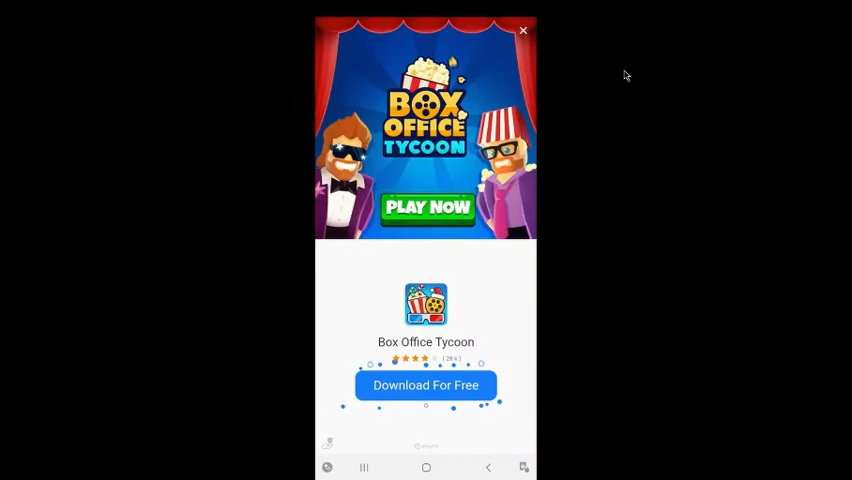 BOX
OFFICE
TYCOON
PLAY NOW
Box Office Tycoon
Download For Free